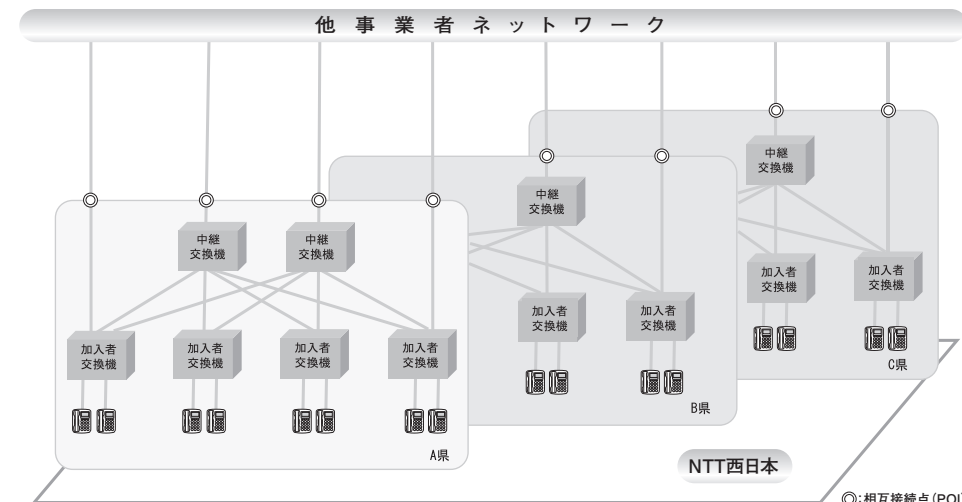 他事業者ネットワーク
中継
交換機
中継
交換機
加入者
交換機
加入者
交換機
加入者
交換機
加入者
交換機
A県
中継
交換機
加入者
交換機
加入者
交換機
B県
中継
交換機
加入者
交換機
加入者
交換機
C県
NTT西日本
◎:相互接続点(POI